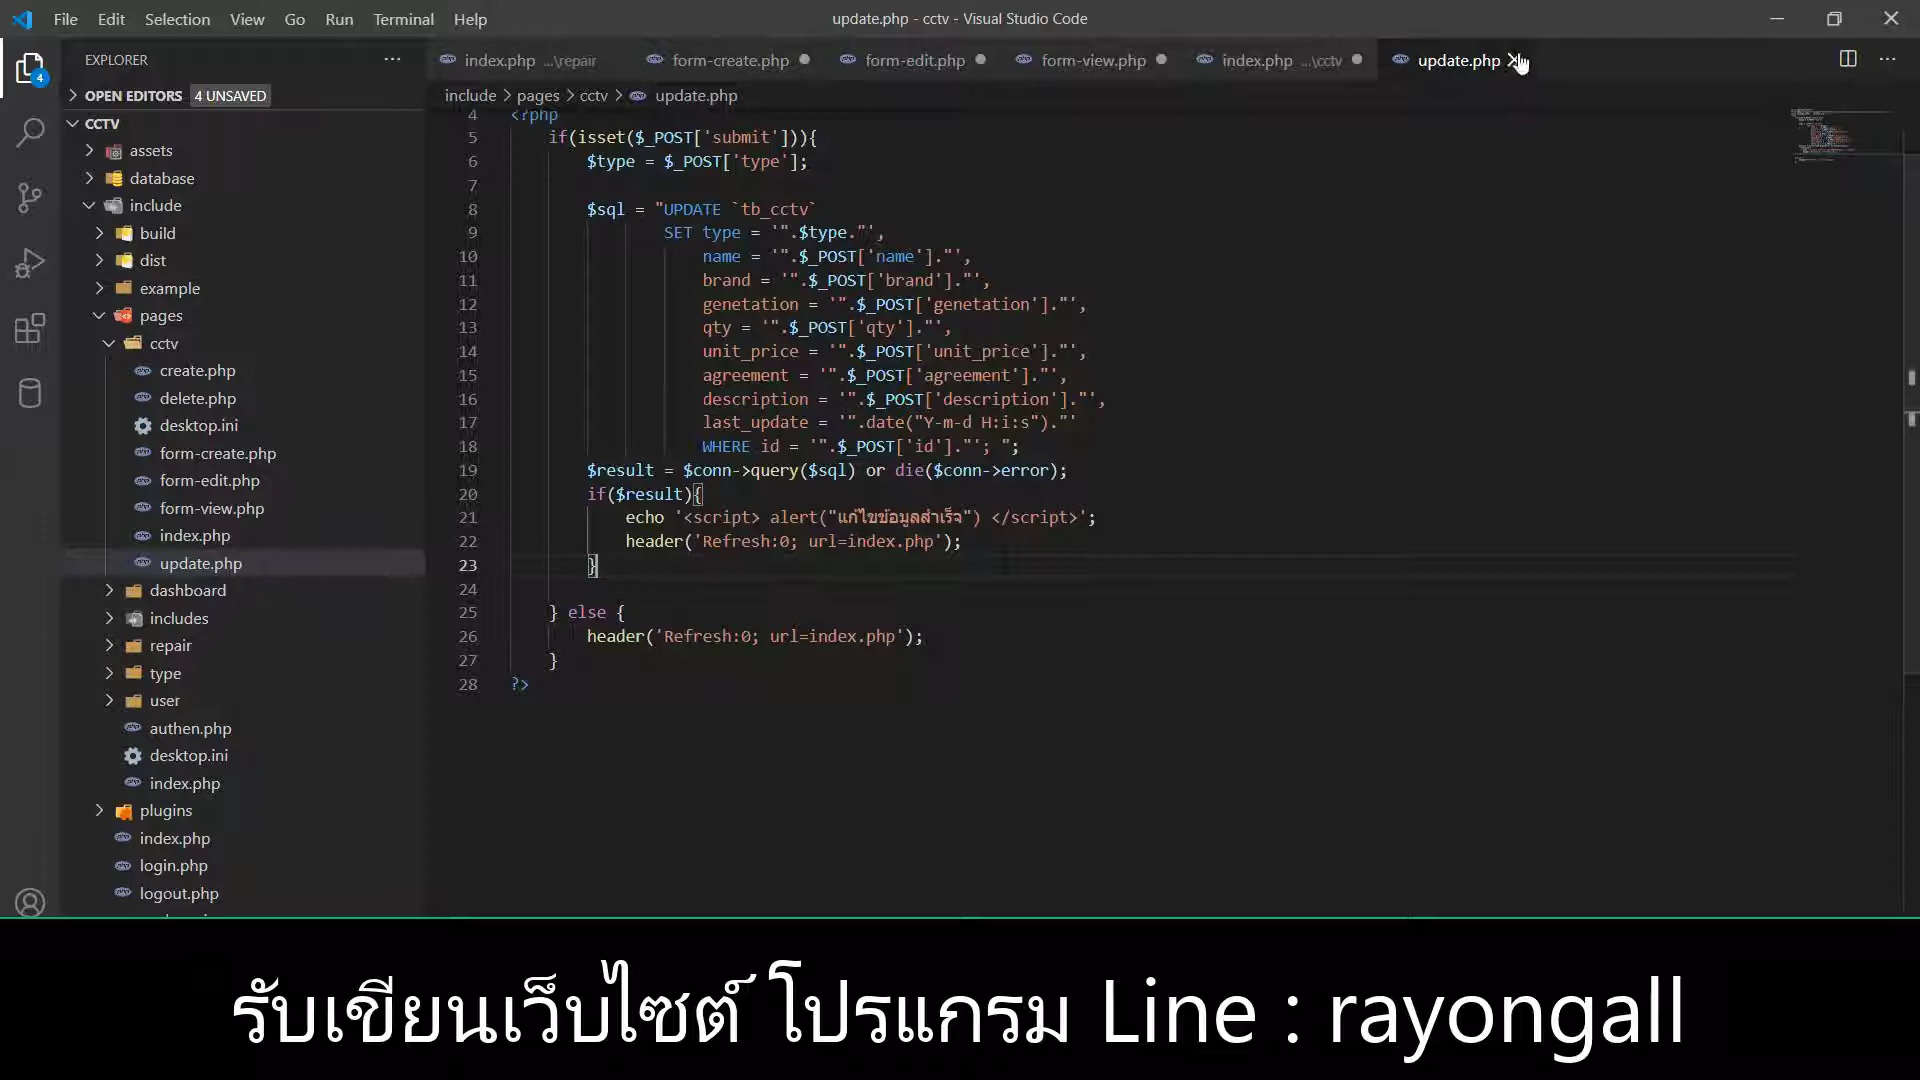 File Edit Selection View Go Run Terminal Help
update.php - cctv - Visual Studio Code
EXPLORER
index.php ...\repair
form-create.php
form-edit.php
form-view.php
index.php ...\cctv
update.php
4
OPEN EDITORS 4 UNSAVED
include > pages > cctv > update.php
CCTV
assets
database
include
build
dist
example
pages
cctv
create.php
delete.php
desktop.ini
form-create.php
form-edit.php
form-view.php
index.php
update.php
dashboard
includes
repair
type
user
authen.php
desktop.ini
index.php
plugins
index.php
login.php
logout.php
4 <?php
5 if(isset($_POST['submit'])){
6 $type = $_POST['type'];
7
8 $sql = "UPDATE `tb_cctv`
9 SET type = '".$type."',
10 name = '".$_POST['name']."',
11 brand = '".$_POST['brand']."',
12 genetation = '".$_POST['genetation']."',
13 qty = '".$_POST['qty']."',
14 unit_price = '".$_POST['unit_price']."',
15 agreement = '".$_POST['agreement']."',
16 description = '".$_POST['description']."',
17 last_update = '".date("Y-m-d H:i:s")."'
18 WHERE id = '".$_POST['id']."'; ";
19 $result = $conn->query($sql) or die($conn->error);
20 if($result){
21 echo '<script> alert("แก้ไขข้อมูลสำเร็จ") </script>';
22 header('Refresh:0; url=index.php');
23 }
24
25 } else {
26 header('Refresh:0; url=index.php');
27 }
28 ?>
รับเขียนเว็บไซต์ โปรแกรม Line : rayongall